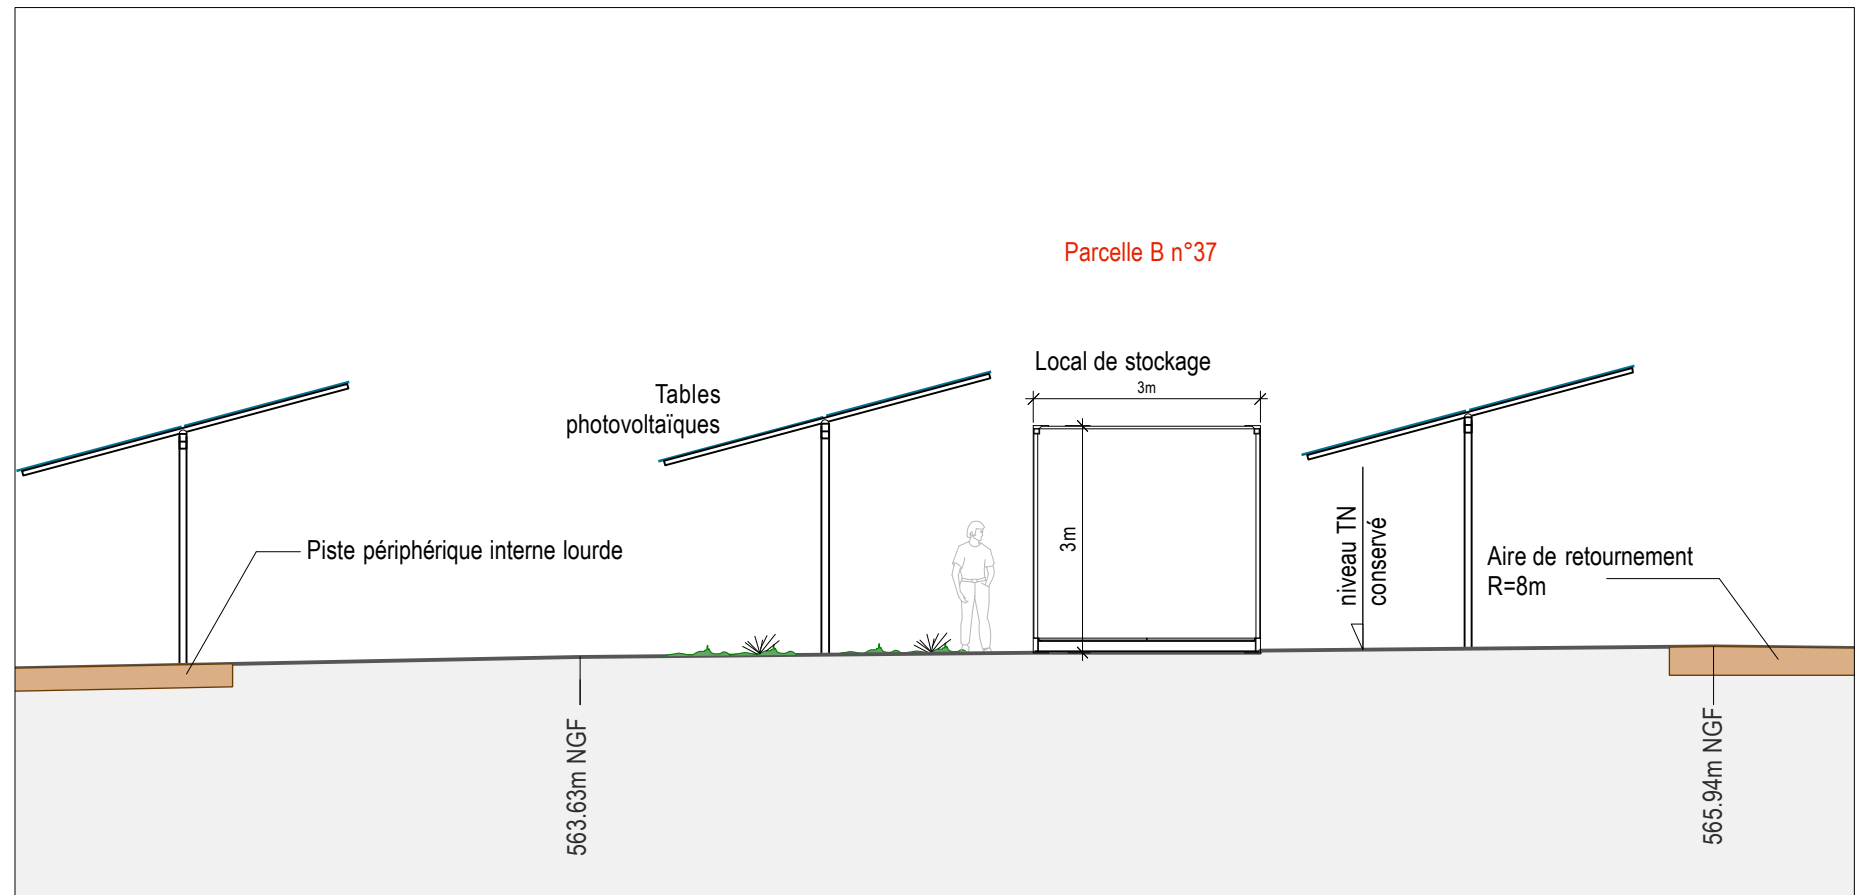 Parcelle B n°37
Local de stockage
3m
Tables
photovoltaïques
3m
niveau TN
conservé
Piste périphérique interne lourde
Aire de retournement
R=8m
563.63m NGF
565.94m NGF